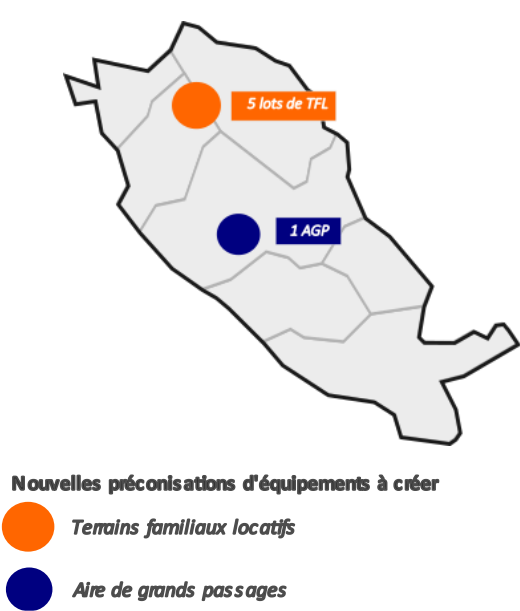 5 lots de TFL
1 AGP
Nouvelles préconisations d'équipements à créer
Terrains familiaux locatifs
Aire de grands passages